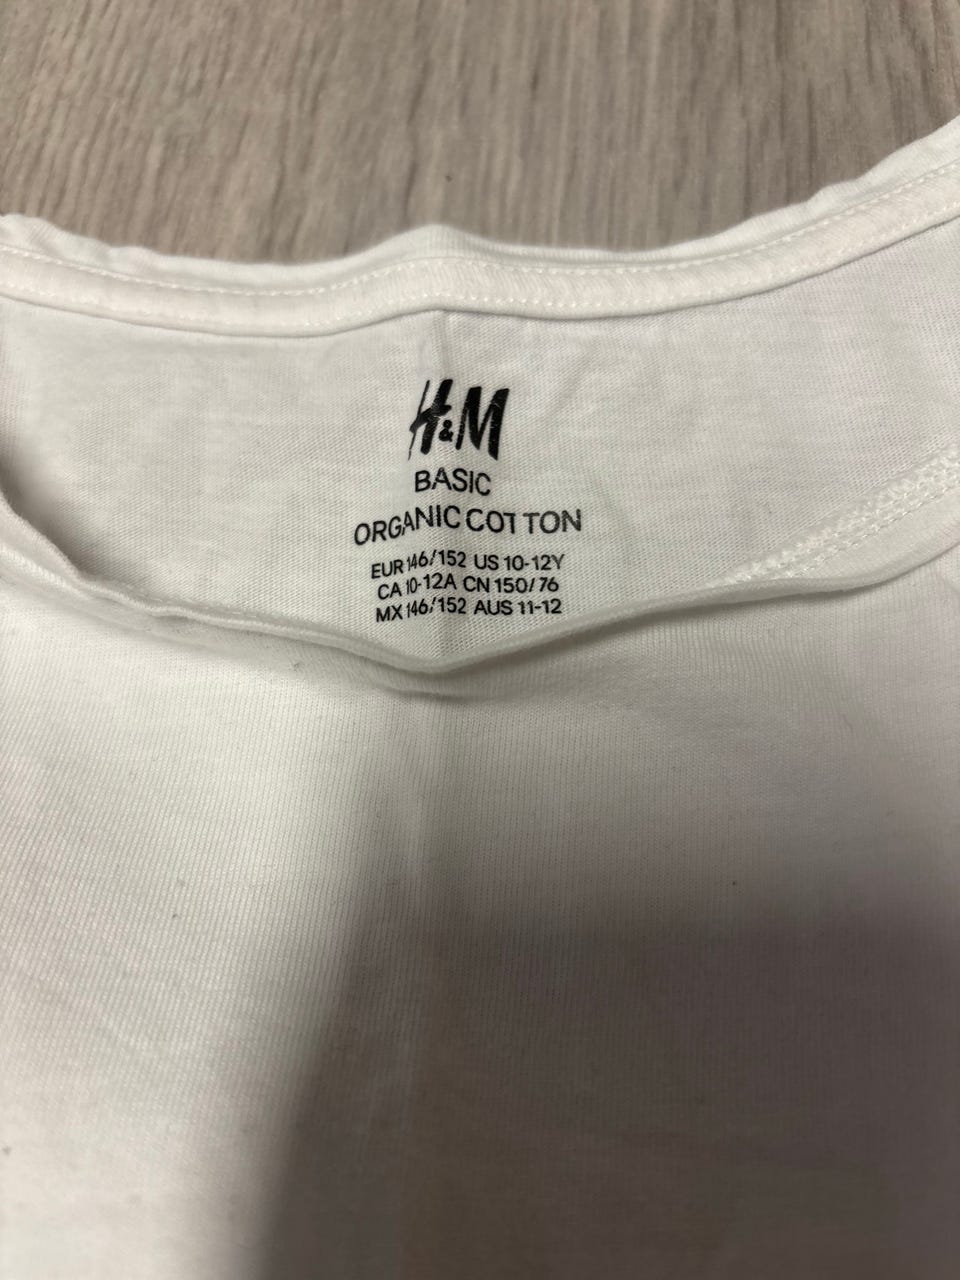 H&M
BASIC
ORGANIC COTTON
EUR 146/152 US 10-12Y
CA 10-12A CN 150/76
MX 146/152 AUS 11-12